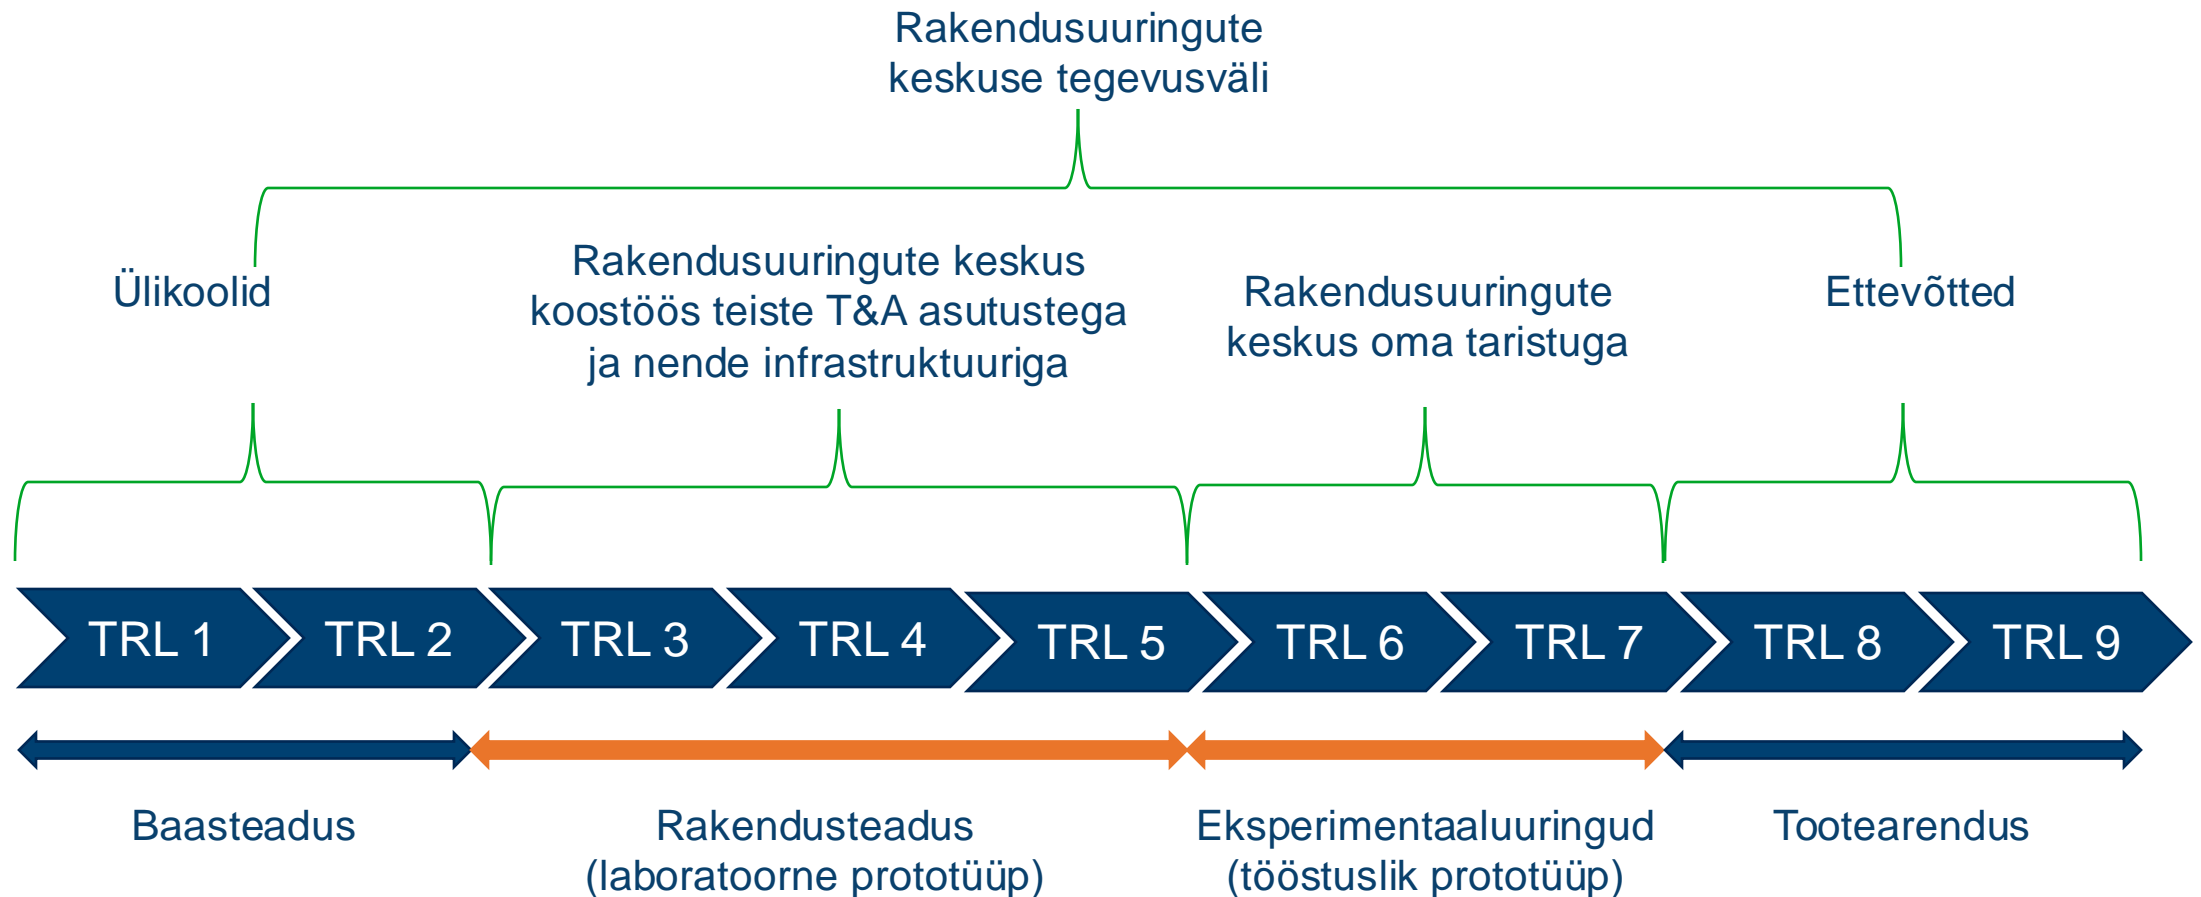 Rakendusuuringute
keskuse tegevusväli
Ülikoolid
Rakendusuuringute keskus
koostöös teiste T&A asutustega
ja nende infrastruktuuriga
Rakendusuuringute
keskus oma taristuga
Ettevõtted
TRL 1
TRL 2
TRL 3
TRL 4
TRL 5
TRL 6
TRL 7
TRL 8
TRL 9
Baasteadus
Rakendusteadus
(laboratoorne prototüüp)
Eksperimentaaluuringud
(tööstuslik prototüüp)
Tootearendus